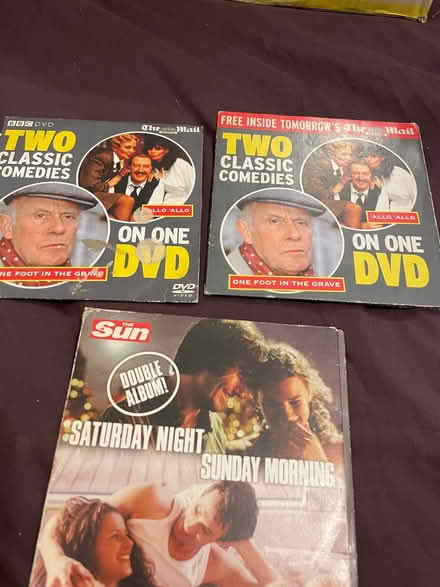 BBC DVD
The Mail
TWO
CLASSIC
COMEDIES
'ALLO 'ALLO
ON ONE
DVD
ONE FOOT IN THE GRAVE
DVD
VIDEO
FREE INSIDE TOMORROW'S The Mail
TWO
CLASSIC
COMEDIES
'ALLO 'ALLO
ON ONE
DVD
ONE FOOT IN THE GRAVE
THE
Sun
DOUBLE
ALBUM!
SATURDAY NIGHT
SUNDAY MORNING